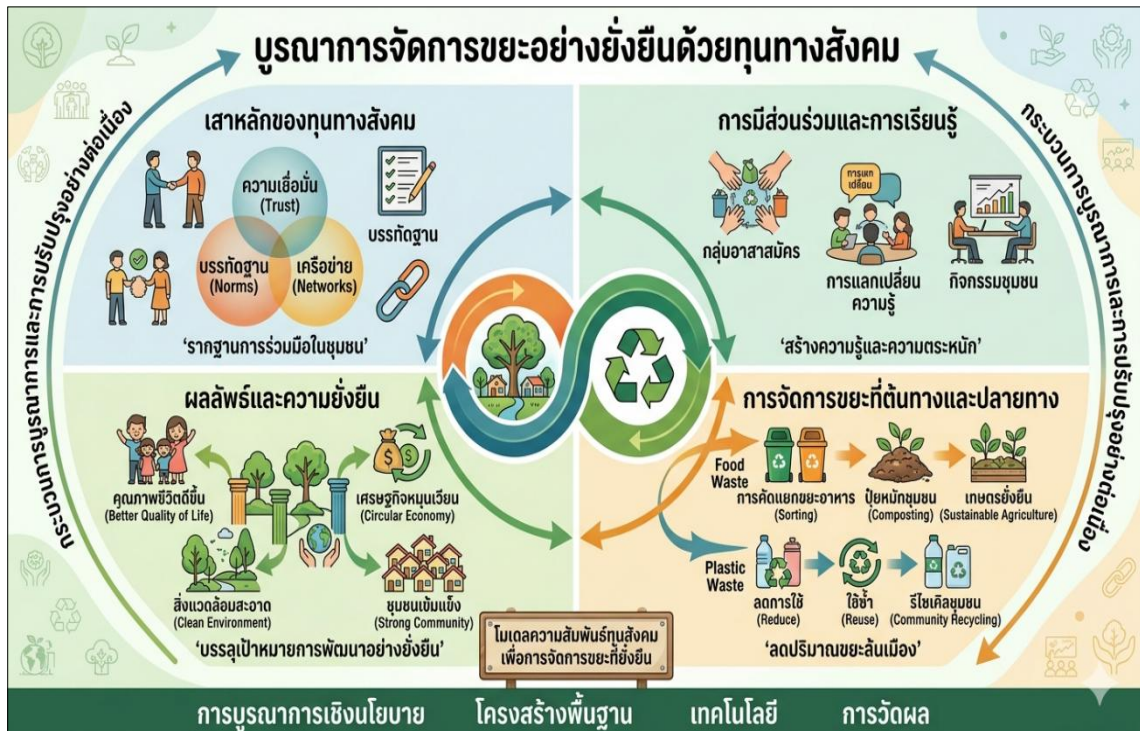 บูรณาการจัดการขยะอย่างยั่งยืนด้วยทุนทางสังคม
กระบวนการบูรณาการและการปรับปรุงอย่างต่อเนื่อง
เสาหลักของทุนทางสังคม
ความเยื่อมั่น
(Trust)
บรรทัดฐาน
(Norms)
เครือข่าย
(Networks)
บรรทัดฐาน
'รากฐานการร่วมมือในชุมชน'
การมีส่วนร่วมและการเรียนรู้
กลุ่มอาสาสมัคร
การแลก
เปลี่ยน
การแลกเปลี่ยน
ความรู้
กิจกรรมชุมชน
'สร้างความรู้และความตระหนัก'
กระบวนการบูรณาการและการปรับปรุงอย่างต่อเนื่อง
ผลลัพธ์และความยั่งยืน
คุณภาพชีวิตดีขึ้น
(Better Quality of Life)
เศรษฐกิจหมุนเวียน
(Circular Economy)
สิ่งแวดล้อมสะอาด
(Clean Environment)
ชุมชนเข้มแข็ง
(Strong Community)
'บรรลุเป้าหมายการพัฒนาอย่างยั่งยืน'
การจัดการขยะที่ต้นทางและปลายทาง
Food
Waste
การคัดแยกขยะอาหาร
(Sorting)
ปุ๋ยหมักชุมชน
(Composting)
เกษตรยั่งยืน
(Sustainable Agriculture)
Plastic
Waste
ลดการใช้
(Reduce)
ใช้ซ้ำ
(Reuse)
รีไซเคิลชุมชน
(Community Recycling)
'ลดปริมาณขยะล้นเมือง'
โมเดลความสัมพันธ์ทุนสังคม
เพื่อการจัดการขยะที่ยั่งยืน
การบูรณาการเชิงนโยบาย
โครงสร้างพื้นฐาน
เทคโนโลยี
การวัดผล